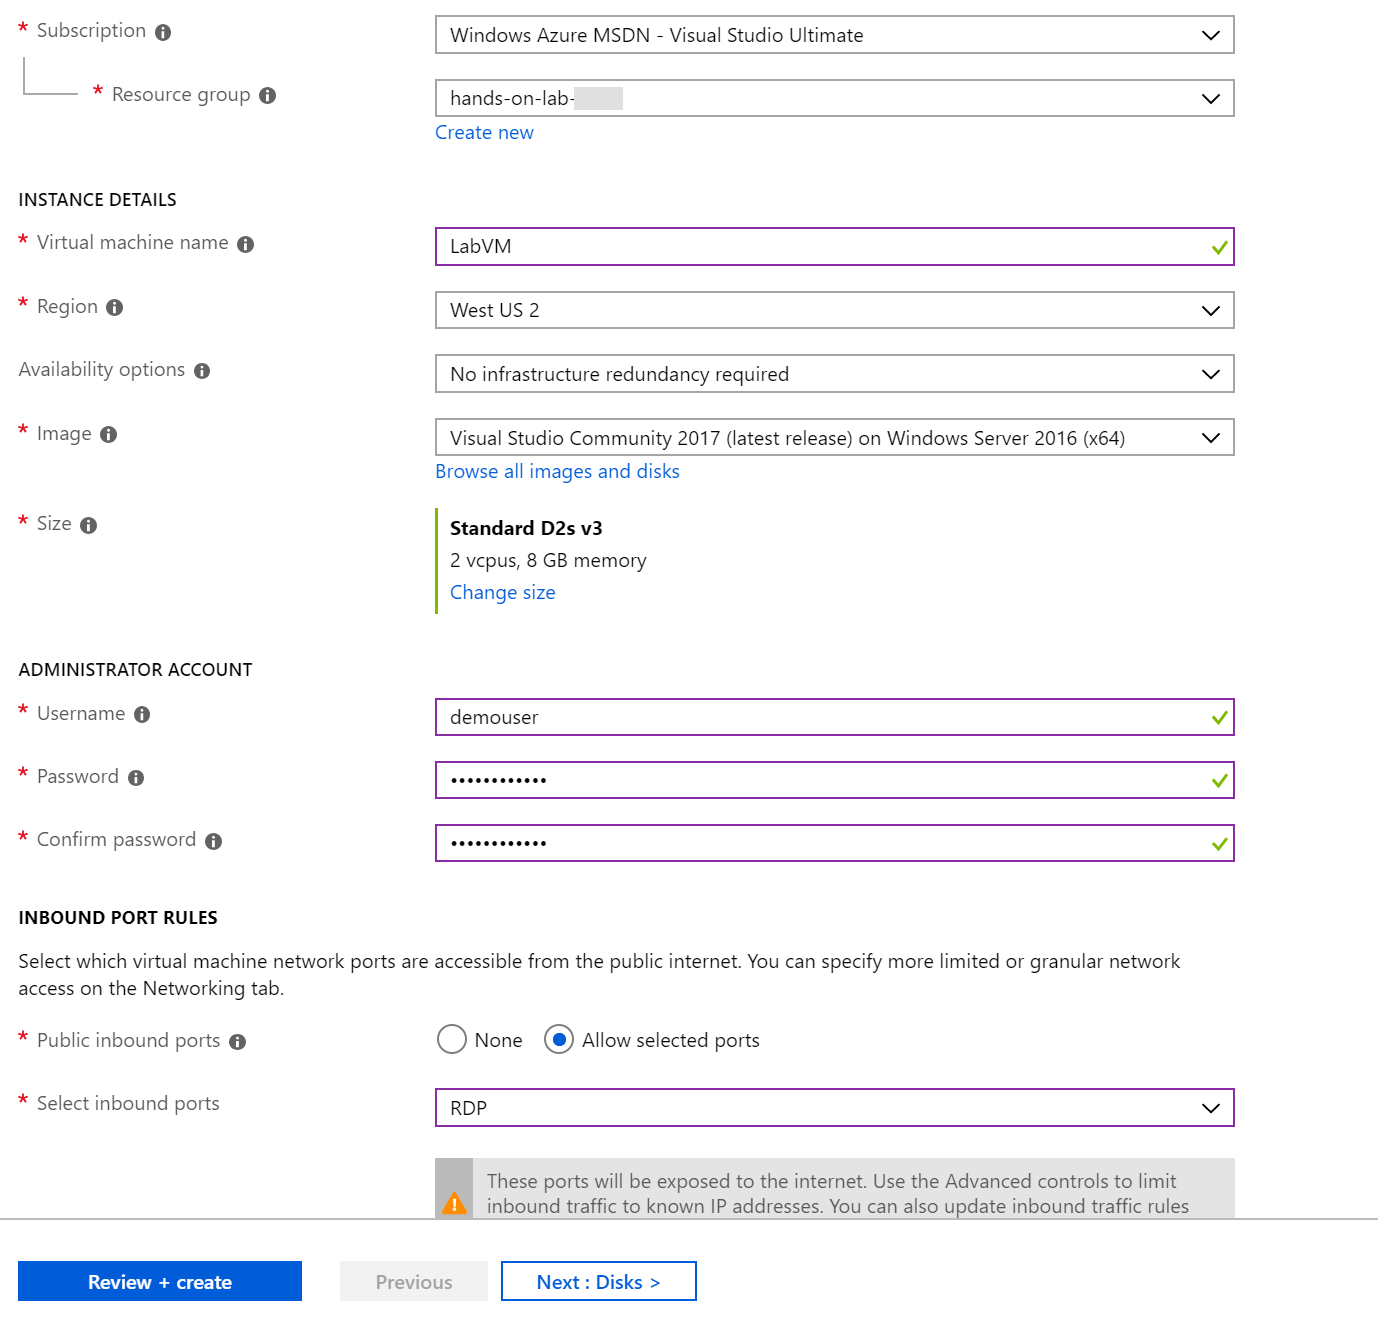 * Subscription
Windows Azure MSDN - Visual Studio Ultimate
* Resource group
hands-on-lab-
Create new
INSTANCE DETAILS
* Virtual machine name
LabVM
* Region
West US 2
Availability options
No infrastructure redundancy required
* Image
Visual Studio Community 2017 (latest release) on Windows Server 2016 (x64)
Browse all images and disks
* Size
Standard D2s v3
2 vcpus, 8 GB memory
Change size
ADMINISTRATOR ACCOUNT
* Username
demouser
* Password
••••••••••••
* Confirm password
••••••••••••
INBOUND PORT RULES
Select which virtual machine network ports are accessible from the public internet. You can specify more limited or granular network
access on the Networking tab.
* Public inbound ports
None
Allow selected ports
* Select inbound ports
RDP
These ports will be exposed to the internet. Use the Advanced controls to limit
inbound traffic to known IP addresses. You can also update inbound traffic rules
Review + create
Previous
Next : Disks >